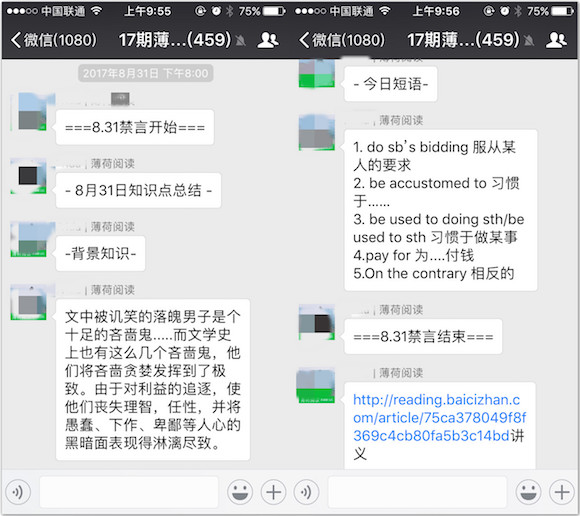 中国联通 上午9:55 75%
微信(1080) 17期薄...(459)
2017年8月31日 下午8:00
===8.31禁言开始===
| 薄荷阅读
- 8月31日知识点总结 -
| 薄荷阅读
-背景知识-
| 薄荷阅读
文中被讥笑的落魄男子是个
十足的吝啬鬼.....而文学史
上也有这么几个吝啬鬼，他
们将吝啬贪婪发挥到了极
致。由于对利益的追逐，使
他们丧失理智，任性，并将
愚蠢、下作、卑鄙等人心的
黑暗面表现得淋漓尽致。
中国联通 上午9:56 75%
微信(1080) 17期薄...(459)
| 薄荷阅读
- 今日短语-
| 薄荷阅读
1. do sb's bidding 服从某
人的要求
2. be accustomed to 习惯
于......
3. be used to doing sth/be
used to sth 习惯于做某事
4.pay for 为....付钱
5.On the contrary 相反的
| 薄荷阅读
===8.31禁言结束===
| 薄荷阅读
http://reading.baicizhan.c
om/article/75ca378049f8f
369c4cb80fa5b3c14bd讲
义